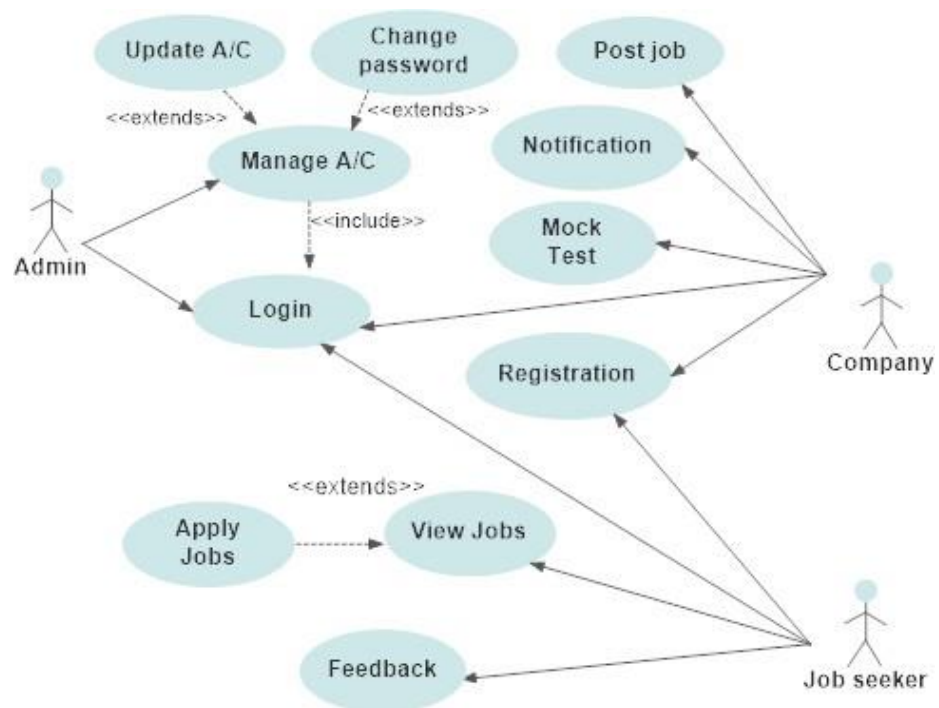 Update A/C
Change
password
Post job
<<extends>>
<<extends>>
Manage A/C
Notification
<<include>>
Mock
Test
Admin
Login
Company
Registration
<<extends>>
Apply
Jobs
View Jobs
Feedback
Job seeker